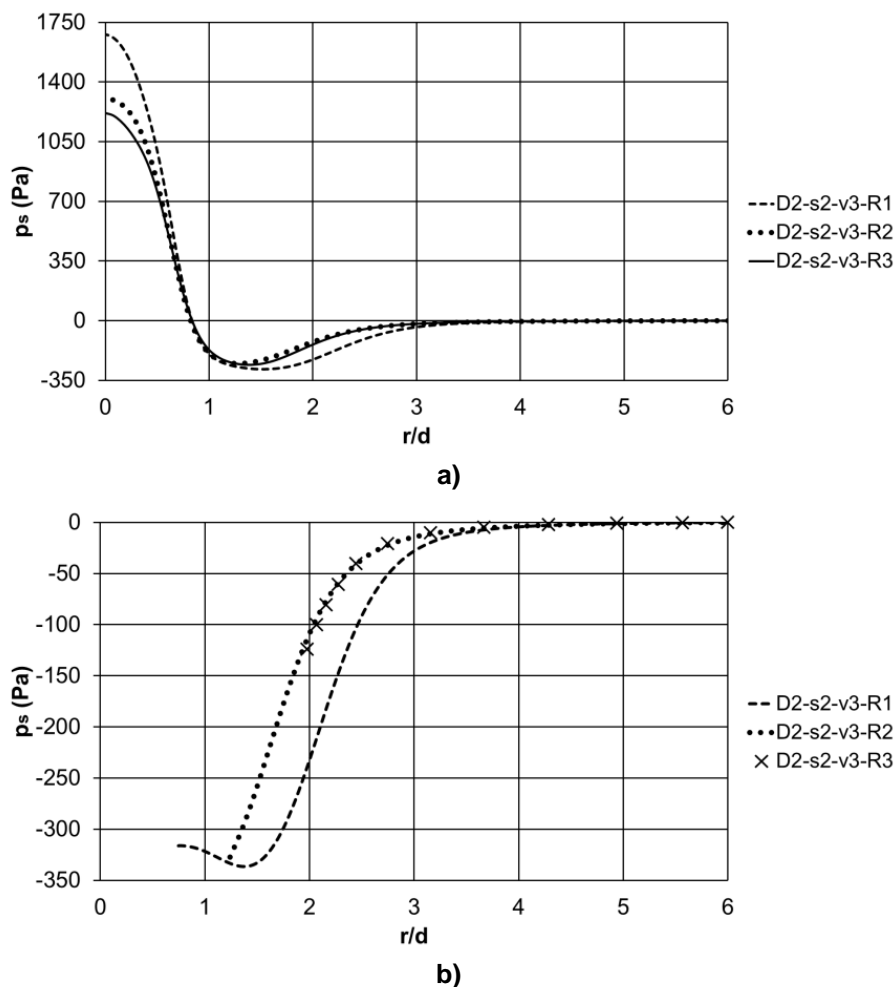 1750
1400
1050
700
350
0
-350
ps (Pa)
0 1 2 3 4 5 6
r/d
D2-s2-v3-R1
D2-s2-v3-R2
D2-s2-v3-R3
a)
0
-50
-100
-150
-200
-250
-300
-350
ps (Pa)
0 1 2 3 4 5 6
r/d
D2-s2-v3-R1
D2-s2-v3-R2
D2-s2-v3-R3
b)